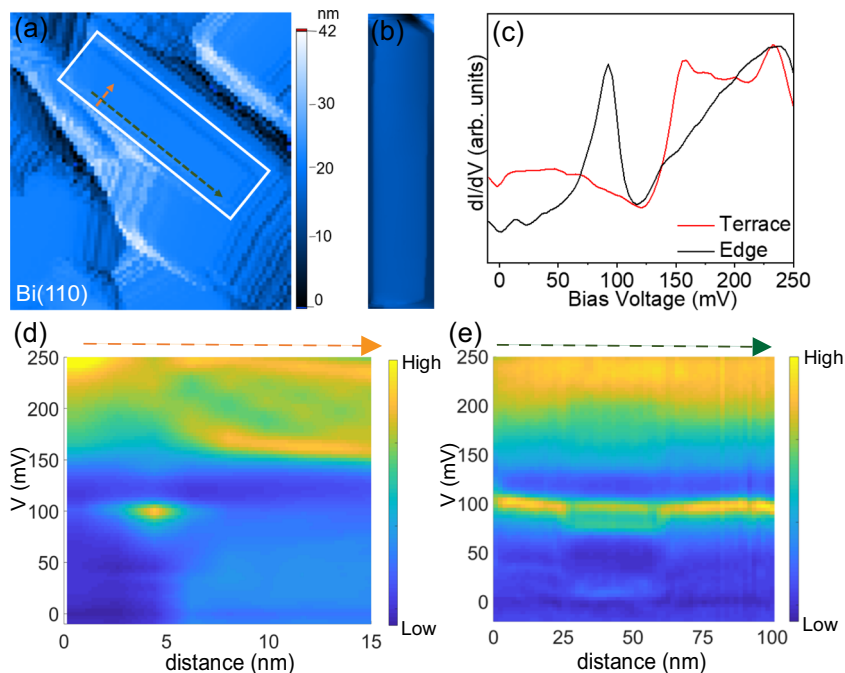 (a)
nm
42
30
20
10
0
Bi(110)
(b)
(c)
dI/dV (arb. units)
Terrace
Edge
0 50 100 150 200 250
Bias Voltage (mV)
(d)
250
200
150
100
50
0
V (mV)
0 5 10 15
distance (nm)
High
Low
(e)
250
200
150
100
50
0
V (mV)
0 25 50 75 100
distance (nm)
High
Low